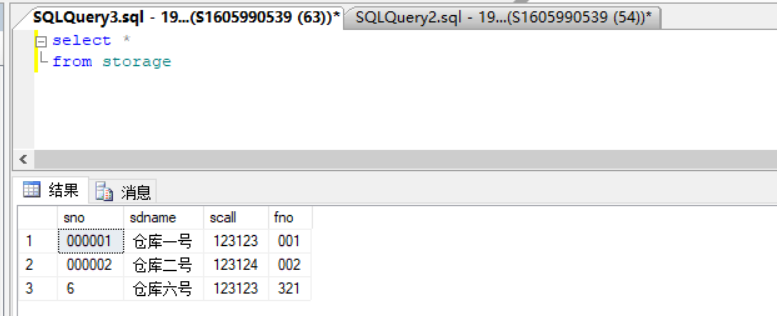 SQLQuery3.sql - 19...(S1605990539 (63))* SQLQuery2.sql - 19...(S1605990539 (54))*
select *
from storage
结果 消息
sno sdname scall fno
1 000001 仓库一号 123123 001
2 000002 仓库二号 123124 002
3 6 仓库六号 123123 321